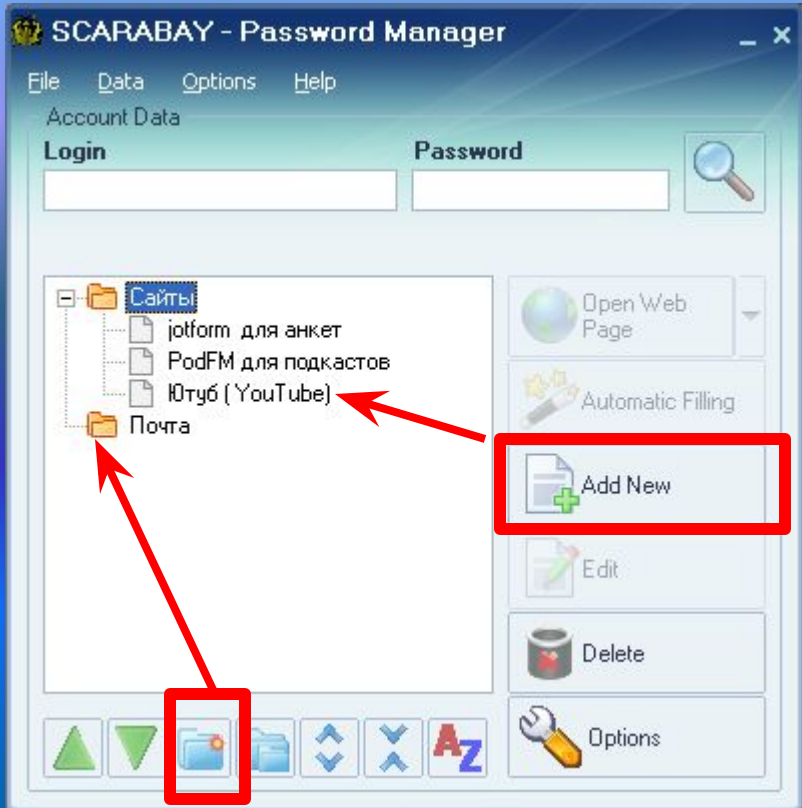 SCARABAY - Password Manager
File Data Options Help
Account Data
Login Password
Сайты
jotform для анкет
PodFM для подкастов
Ютуб ( YouTube)
Почта
Open Web
Page
Automatic Filling
Add New
Edit
Delete
Options
AZ